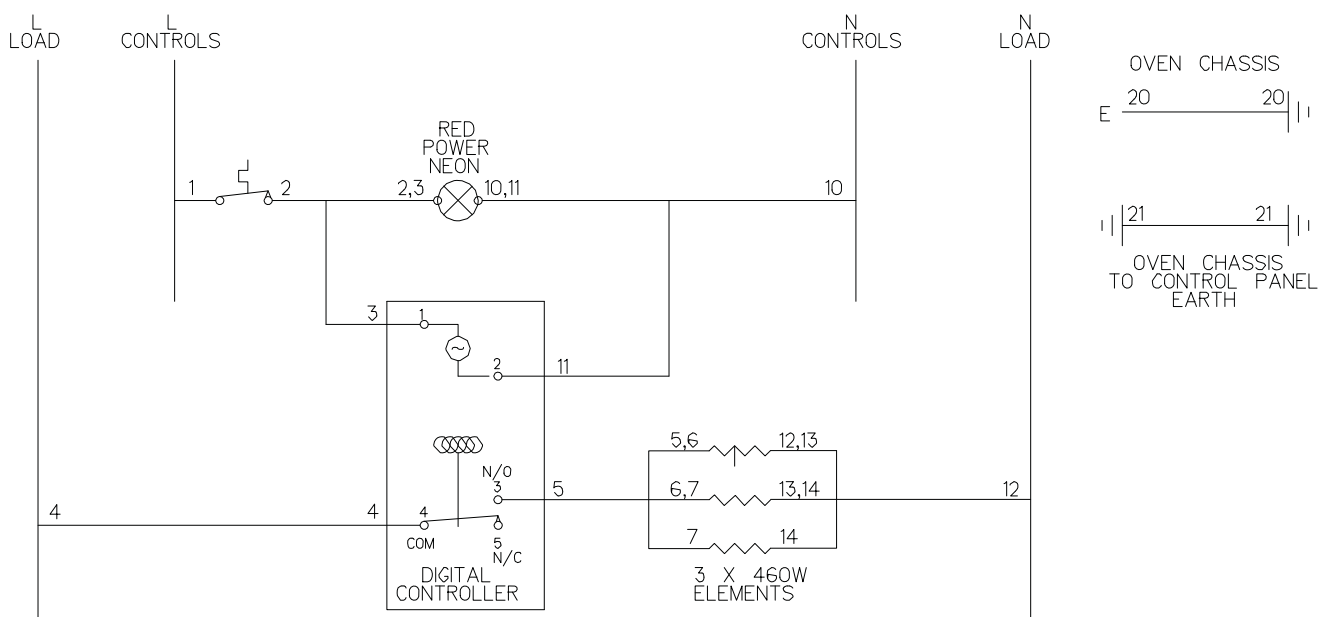 L
LOAD
L
CONTROLS
N
CONTROLS
N
LOAD
OVEN CHASSIS
E
20
20
RED
POWER
NEON
1
2
2,3
10,11
10
21
21
OVEN CHASSIS
TO CONTROL PANEL
EARTH
3
1
2
11
5,6
12,13
N/O
3
5
6,7
13,14
12
4
4
4
COM
5
N/C
7
14
DIGITAL
CONTROLLER
3 X 460W
ELEMENTS